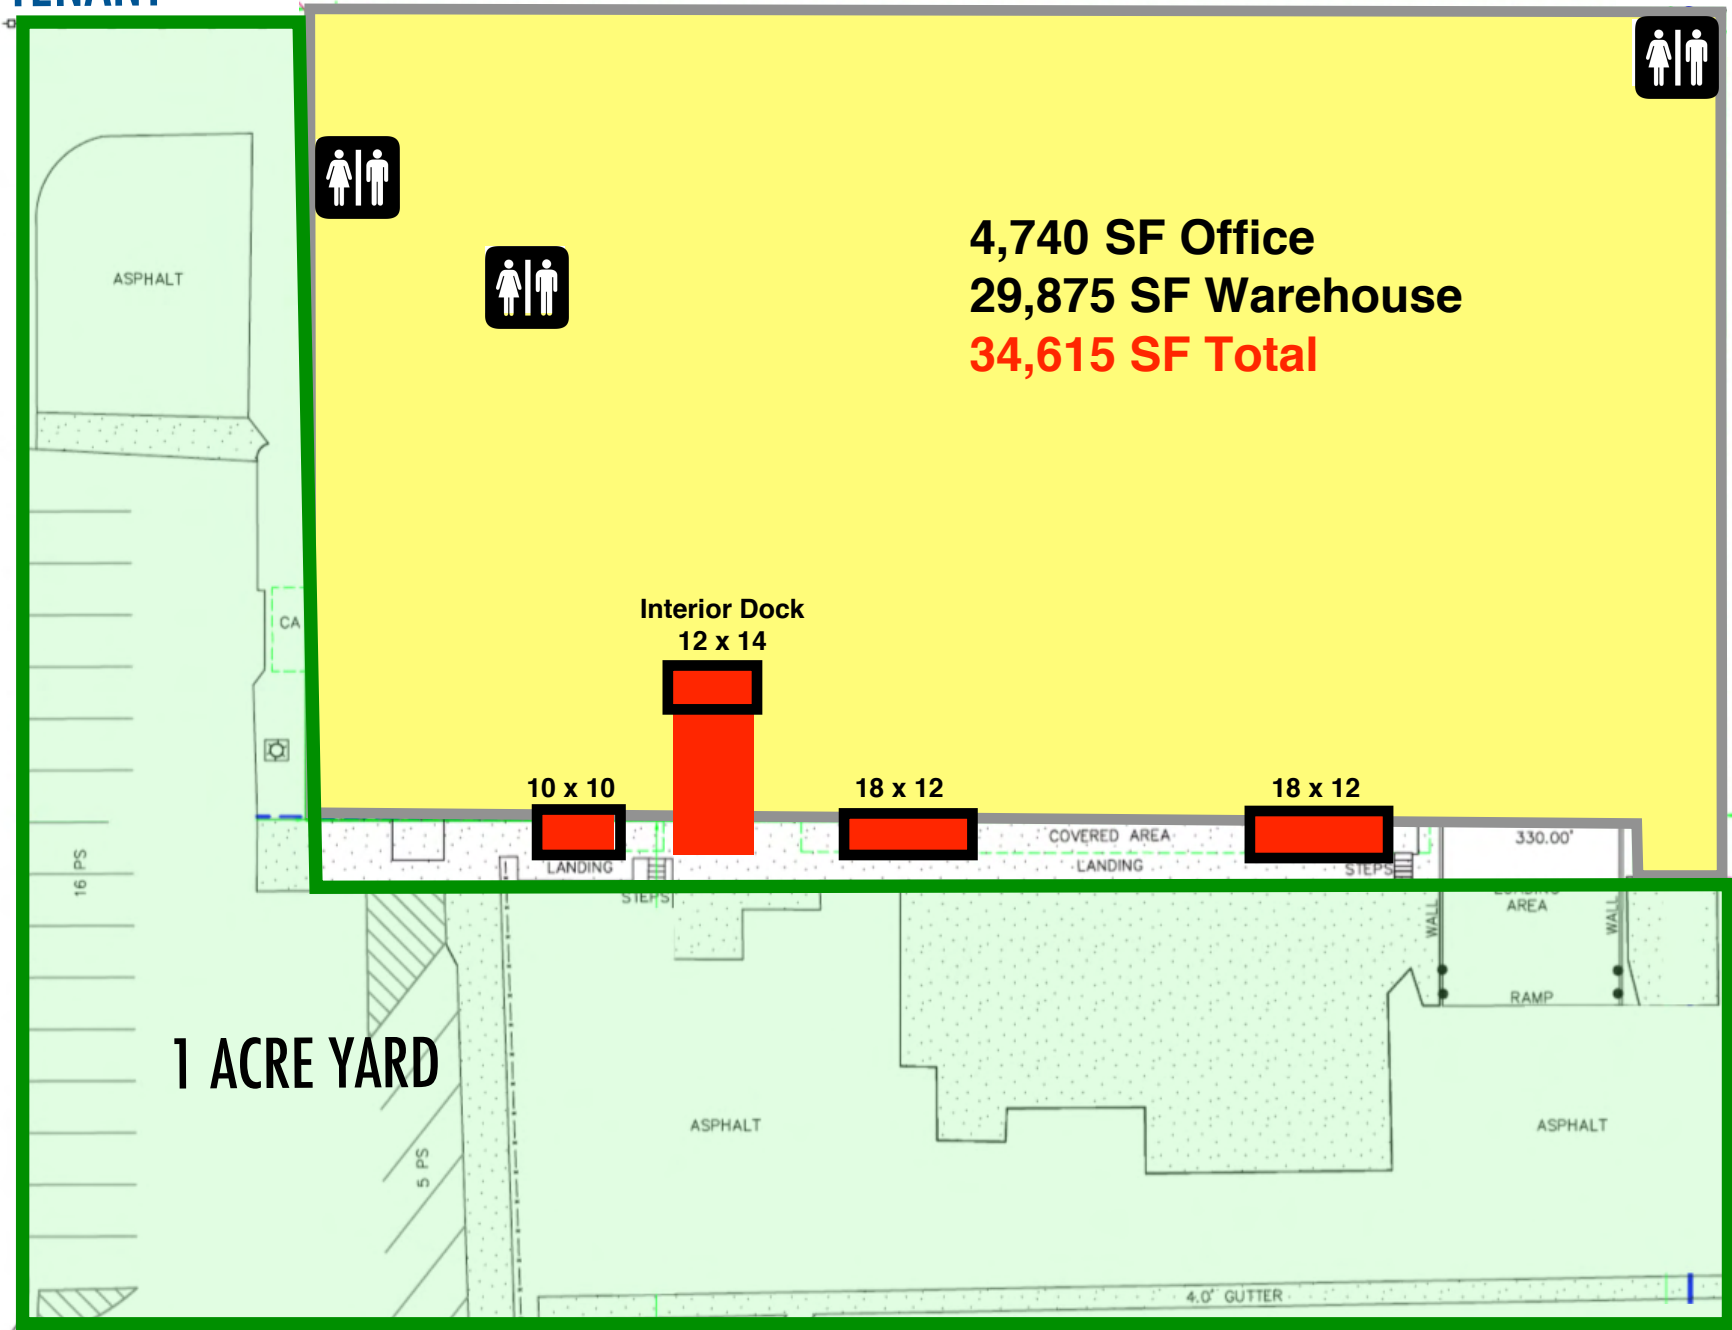 TENANT
4,740 SF Office
29,875 SF Warehouse
34,615 SF Total
ASPHALT
Interior Dock
12 x 14
CA
10 x 10
18 x 12
18 x 12
COVERED AREA
330.00'
LANDING
LANDING
STEPS
STEPS
16 PS
LOADING
AREA
WALL
WALL
RAMP
1 ACRE YARD
ASPHALT
ASPHALT
5 PS
4.0' GUTTER